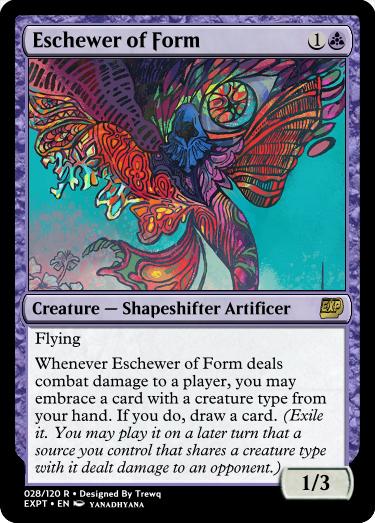 Eschewer of Form 1
Creature — Shapeshifter Artificer EXP
Flying
Whenever Eschewer of Form deals
combat damage to a player, you may
embrace a card with a creature type from
your hand. If you do, draw a card. (Exile
it. You may play it on a later turn that a
source you control that shares a creature type
with it dealt damage to an opponent.)
1/3
028/120 R • Designed By Trewq
EXPT • EN YANADHYANA